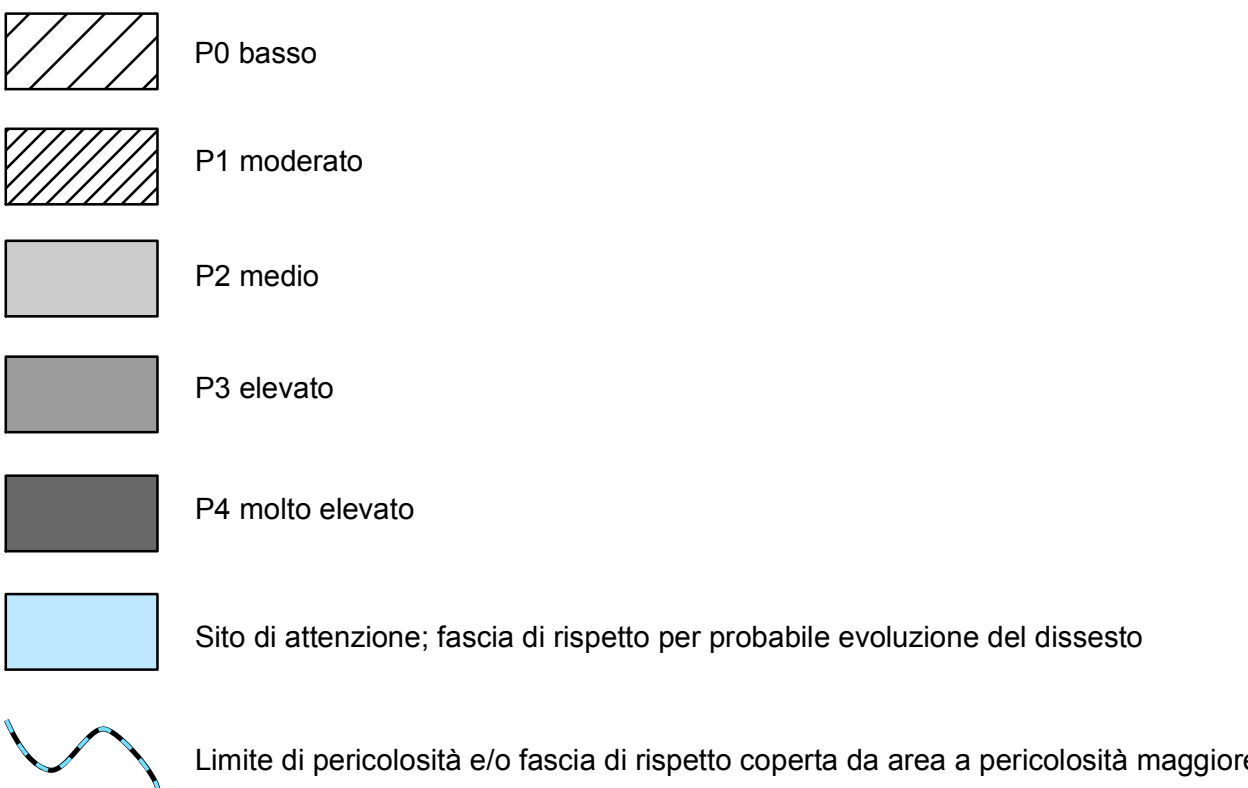 P0 basso
P1 moderato
P2 medio
P3 elevato
P4 molto elevato
Sito di attenzione; fascia di rispetto per probabile evoluzione del dissesto
Limite di pericolosità e/o fascia di rispetto coperta da area a pericolosità maggiore